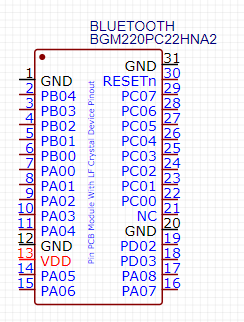 BLUETOOTH
BGM220PC22HNA2
GND 31
1 GND RESETn 30
2 PB04 PC07 29
3 PB03 PC06 28
4 PB02 PC05 27
5 PB01 PC04 26
6 PB00 PC03 25
7 PA00 PC02 24
8 PA01 PC01 23
9 PA02 PC00 22
10 PA03 NC 21
11 PA04 GND 20
12 GND PD02 19
13 VDD PD03 18
14 PA05 PA08 17
15 PA06 PA07 16
Pin PCB Module With LF Crystal Device Pinout